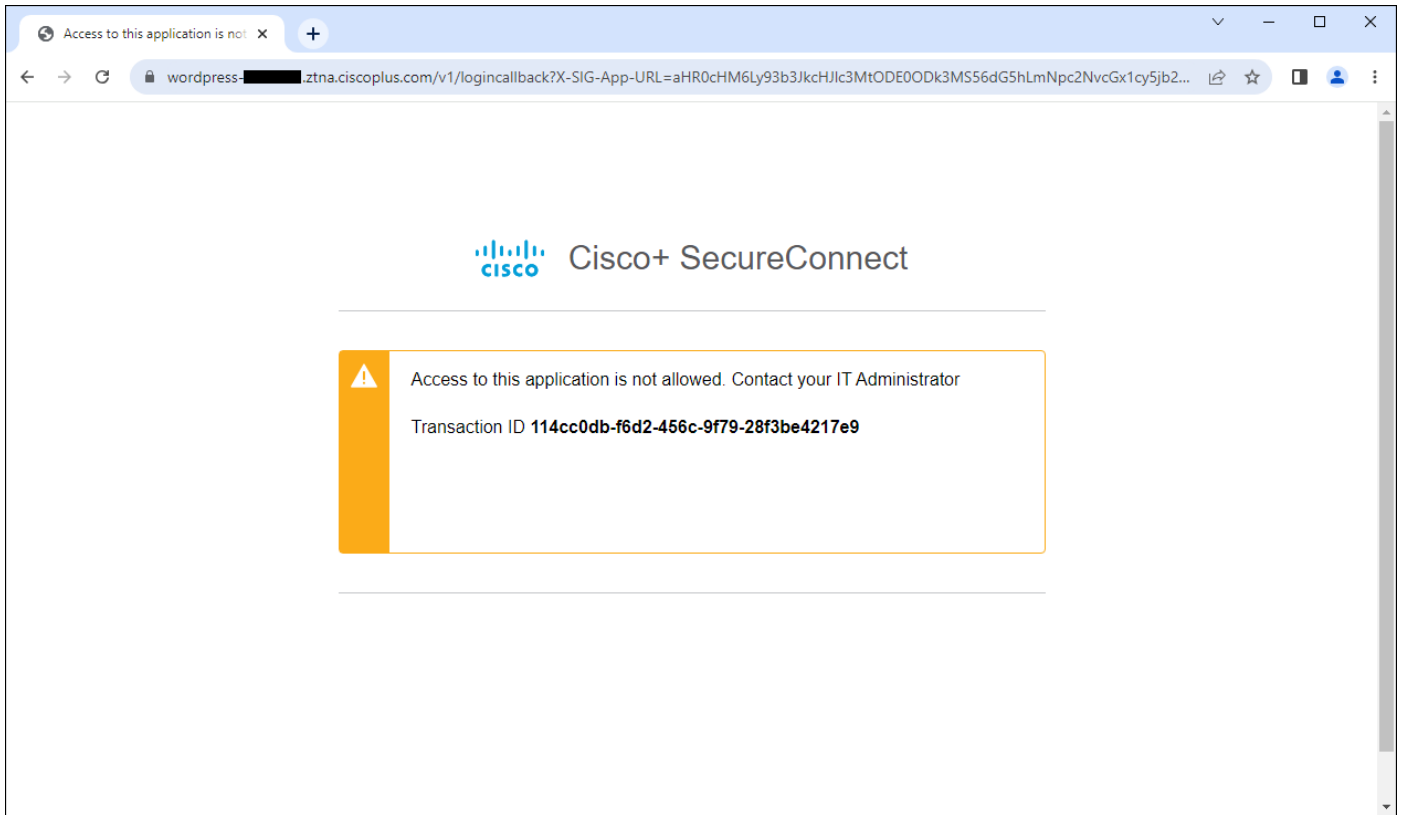 Access to this application is not
wordpress-
.ztna.ciscoplus.com/v1/logincallback?X-SIG-App-URL=aHR0cHM6Ly93b3JkcHJlc3MtODE0ODk3MS56dG5hLmNpc2NvcGx1cy5jb2...
CISCO
Cisco+ SecureConnect
Access to this application is not allowed. Contact your IT Administrator
Transaction ID 114cc0db-f6d2-456c-9f79-28f3be4217e9